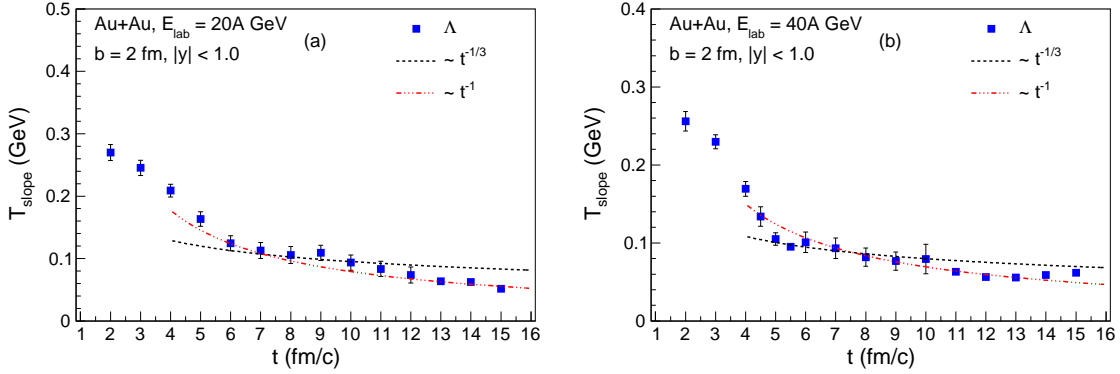 Au+Au, E_lab = 20A GeV
b = 2 fm, |y| < 1.0
(a)
Λ
~ t^-1/3
~ t^-1
T_slope (GeV)
0.5
0.4
0.3
0.2
0.1
0
1 2 3 4 5 6 7 8 9 10 11 12 13 14 15 16
t (fm/c)
Au+Au, E_lab = 40A GeV
b = 2 fm, |y| < 1.0
(b)
Λ
~ t^-1/3
~ t^-1
T_slope (GeV)
0.4
0.3
0.2
0.1
0
1 2 3 4 5 6 7 8 9 10 11 12 13 14 15 16
t (fm/c)